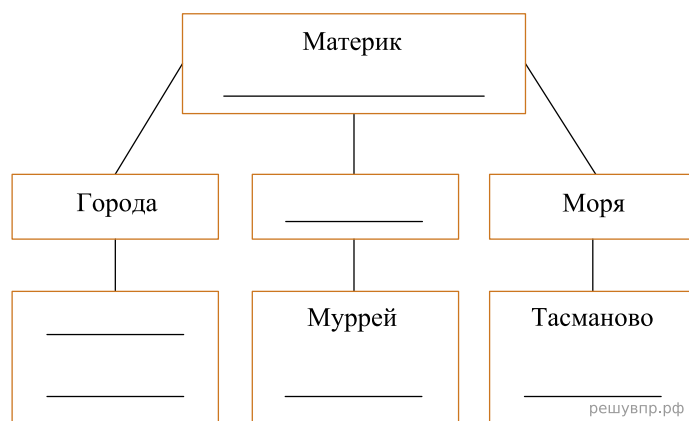 Материк
Города
Моря
Муррей
Тасманово
решувпр.рф